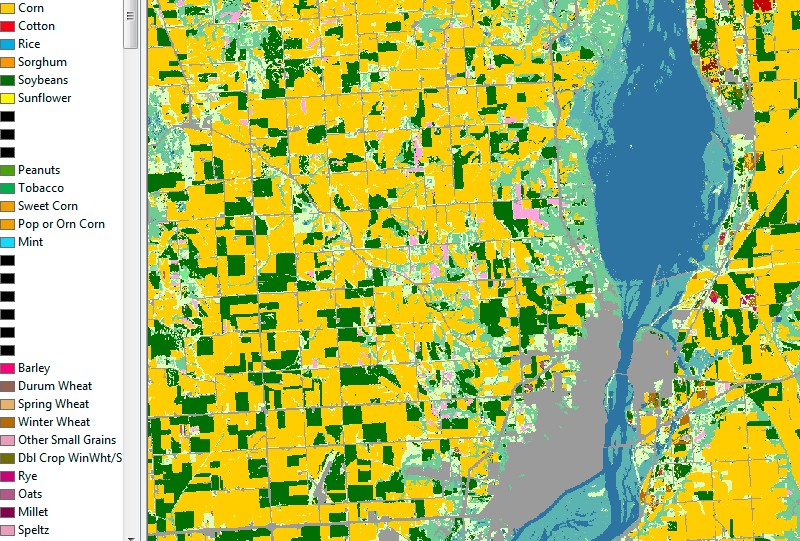 Corn
Cotton
Rice
Sorghum
Soybeans
Sunflower
Peanuts
Tobacco
Sweet Corn
Pop or Orn Corn
Mint
Barley
Durum Wheat
Spring Wheat
Winter Wheat
Other Small Grains
Dbl Crop WinWht/S
Rye
Oats
Millet
Speltz